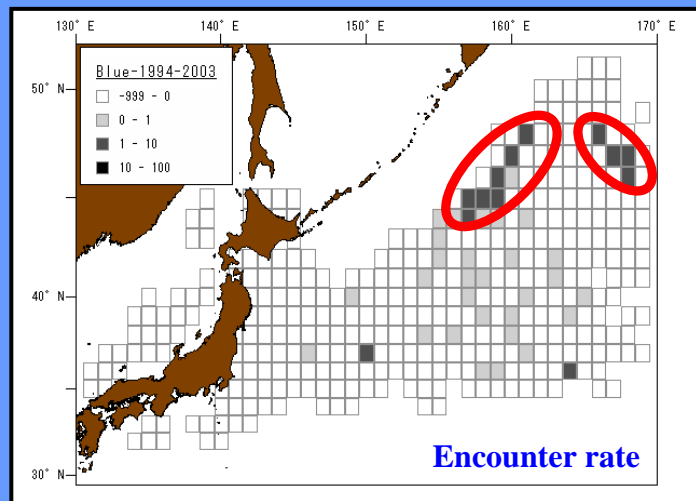 130° E 140° E 150° E 160° E 170° E
Blue-1994-2003
-999 - 0
0 - 1
1 - 10
10 - 100
50° N
40° N
30° N
Encounter rate